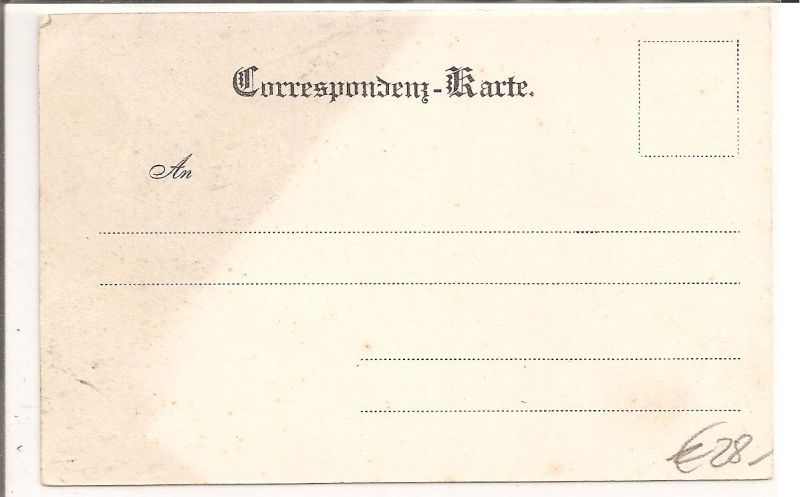 Correspondenz-Karte.
An
€ 28,-